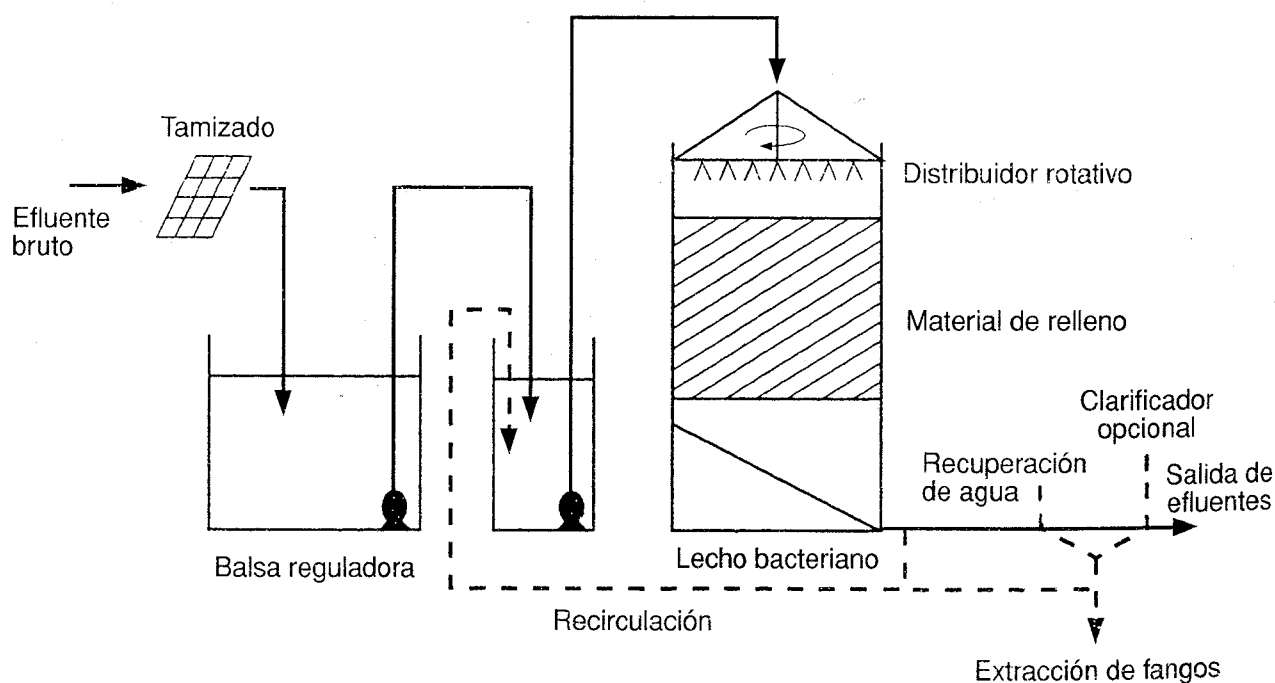 Tamizado
Efluente
bruto
Distribuidor rotativo
Material de relleno
Clarificador
opcional
Recuperación
de agua
Salida de
efluentes
Balsa reguladora
Lecho bacteriano
Recirculación
Extracción de fangos